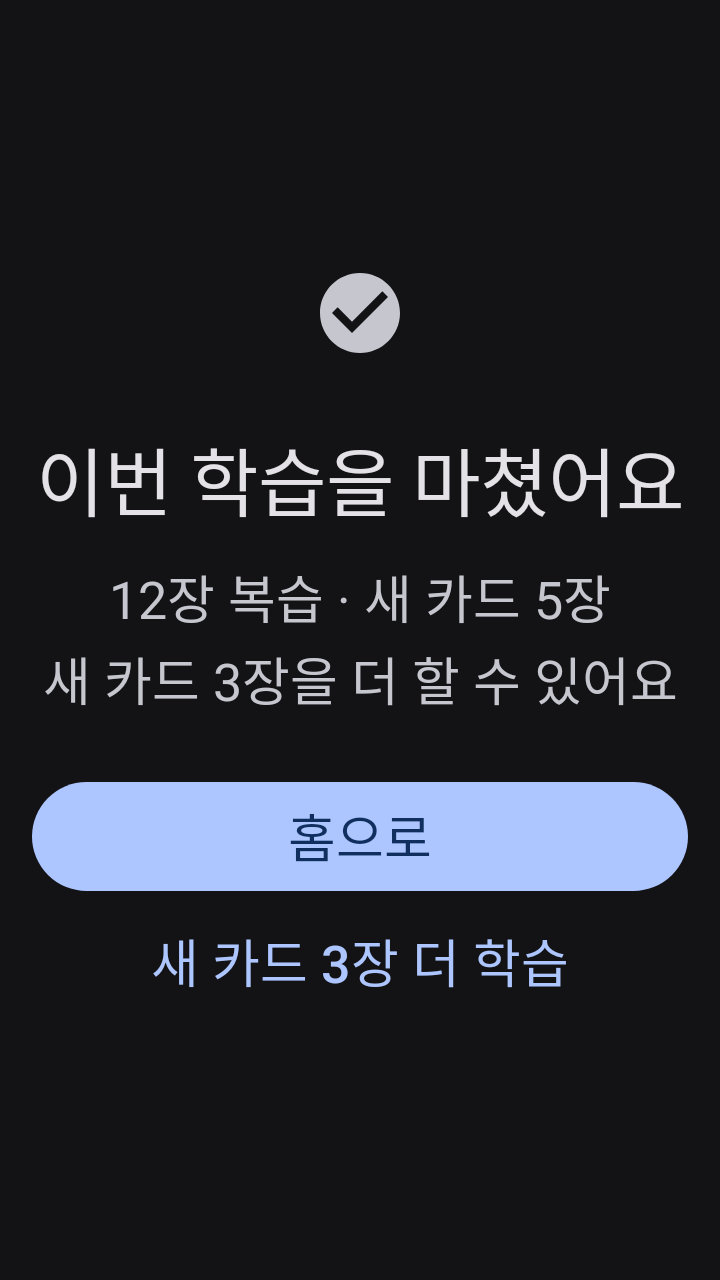 이번 학습을 마쳤어요
12장 복습 · 새 카드 5장
새 카드 3장을 더 할 수 있어요
홈으로
새 카드 3장 더 학습